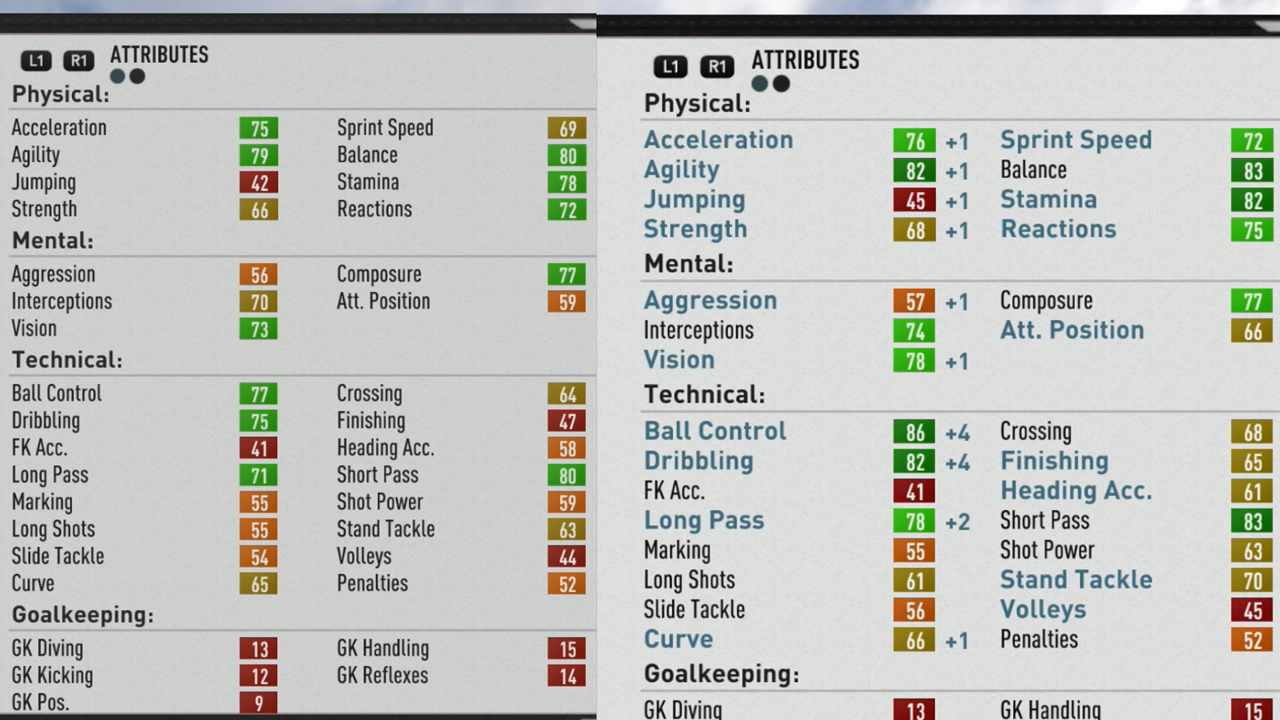 L1 R1 ATTRIBUTES
Physical:
Acceleration 75 Sprint Speed 69
Agility 79 Balance 80
Jumping 42 Stamina 78
Strength 66 Reactions 72
Mental:
Aggression 56 Composure 77
Interceptions 70 Att. Position 59
Vision 73
Technical:
Ball Control 77 Crossing 64
Dribbling 75 Finishing 47
FK Acc. 41 Heading Acc. 58
Long Pass 71 Short Pass 80
Marking 55 Shot Power 59
Long Shots 55 Stand Tackle 63
Slide Tackle 54 Volleys 44
Curve 65 Penalties 52
Goalkeeping:
GK Diving 13 GK Handling 15
GK Kicking 12 GK Reflexes 14
GK Pos. 9
L1 R1 ATTRIBUTES
Physical:
Acceleration 76 +1 Sprint Speed 72
Agility 82 +1 Balance 83
Jumping 45 +1 Stamina 82
Strength 68 +1 Reactions 75
Mental:
Aggression 57 +1 Composure 77
Interceptions 74 Att. Position 66
Vision 78 +1
Technical:
Ball Control 86 +4 Crossing 68
Dribbling 82 +4 Finishing 65
FK Acc. 41 Heading Acc. 61
Long Pass 78 +2 Short Pass 83
Marking 55 Shot Power 63
Long Shots 61 Stand Tackle 70
Slide Tackle 56 Volleys 45
Curve 66 +1 Penalties 52
Goalkeeping:
GK Diving 13 GK Handling 15